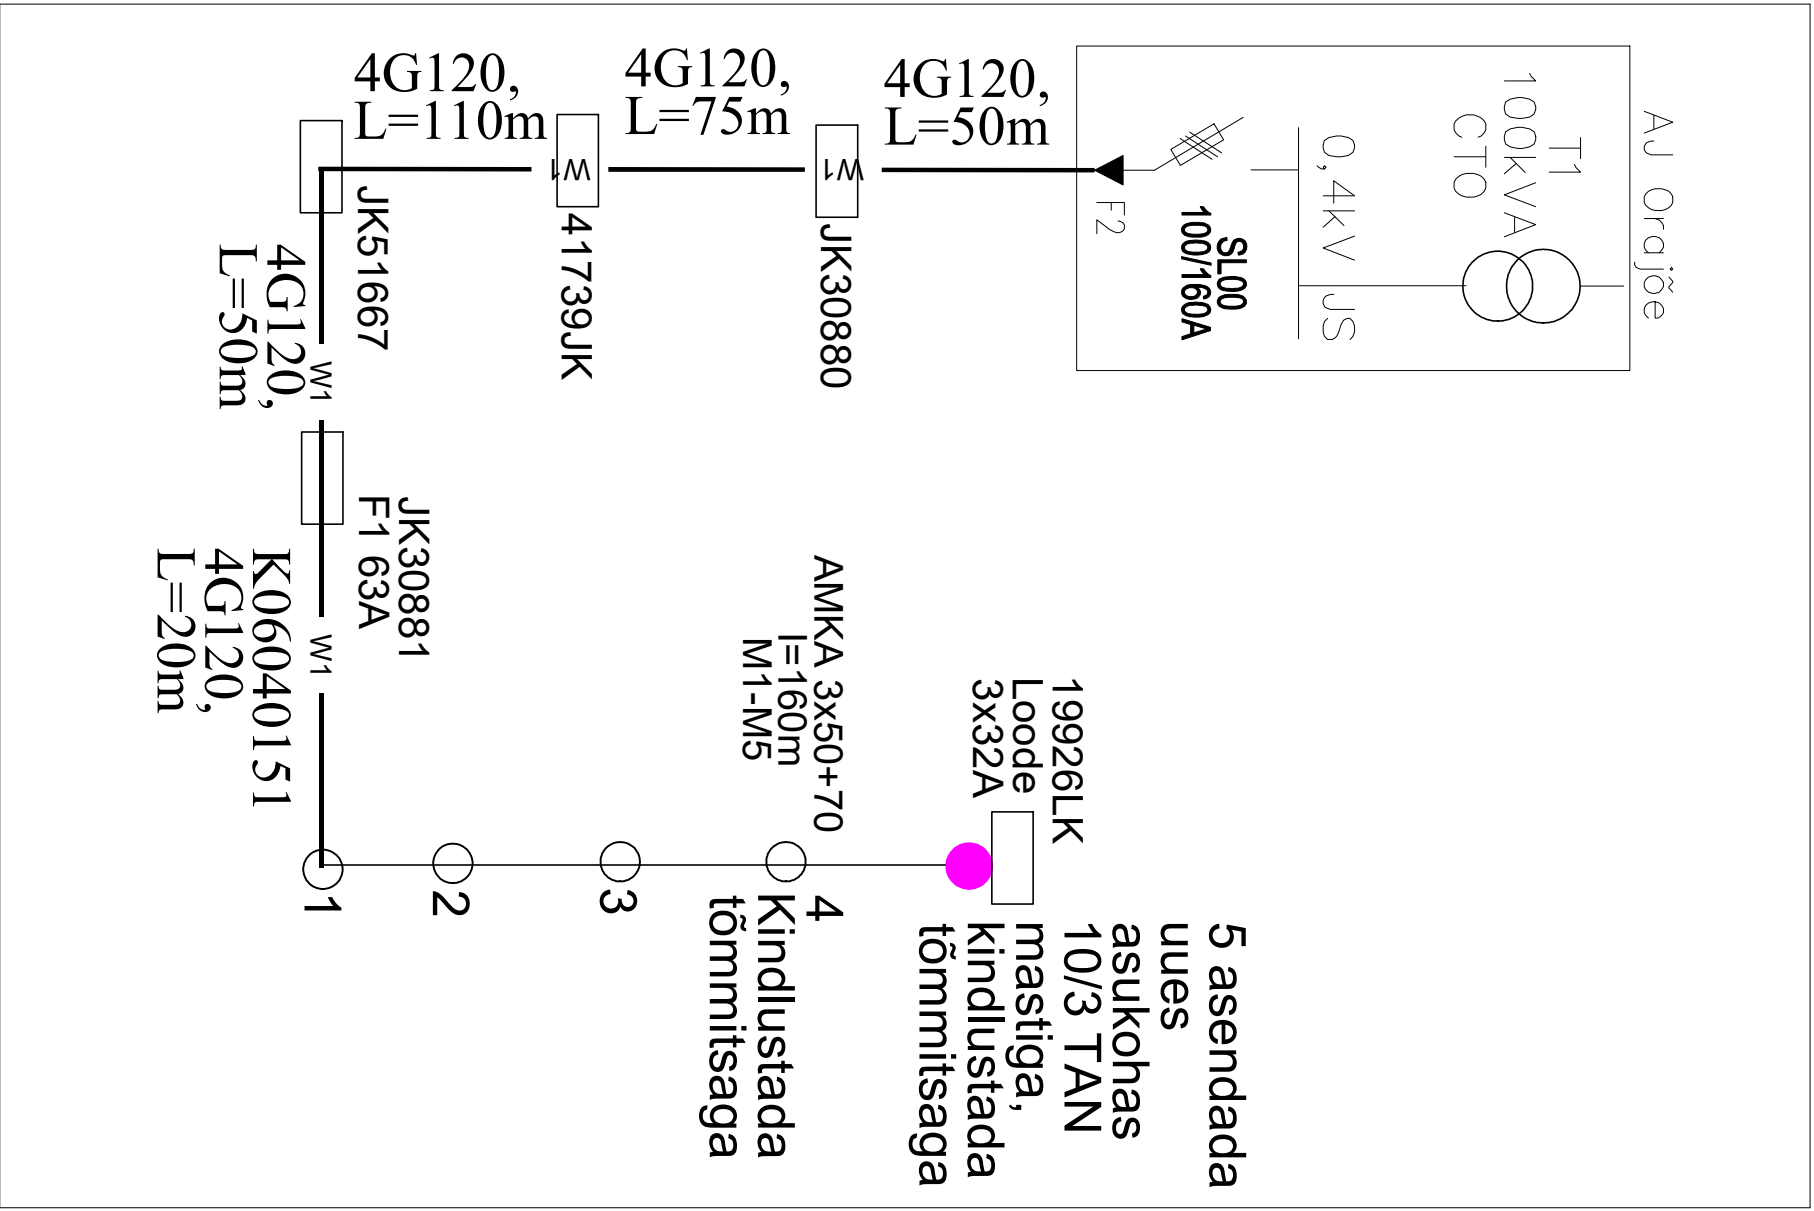 4G120,
L=110m
4G120,
L=75m
4G120,
L=50m
AJ Orajõe
T1
100kVA
CTO
0,4kV JS
SL00
100/160A
F2
W1
JK30880
W1
41739JK
JK51667
4G120,
L=50m
W1
JK30881
F1 63A
K06040151
4G120,
L=20m
W1
AMKA 3x50+70
l=160m
M1-M5
19926LK
Loode
3x32A
1
2
3
4
Kindlustada
tõmmitsaga
5 asendada
uues
asukohas
10/3 TAN
mastiga,
kindlustada
tõmmitsaga